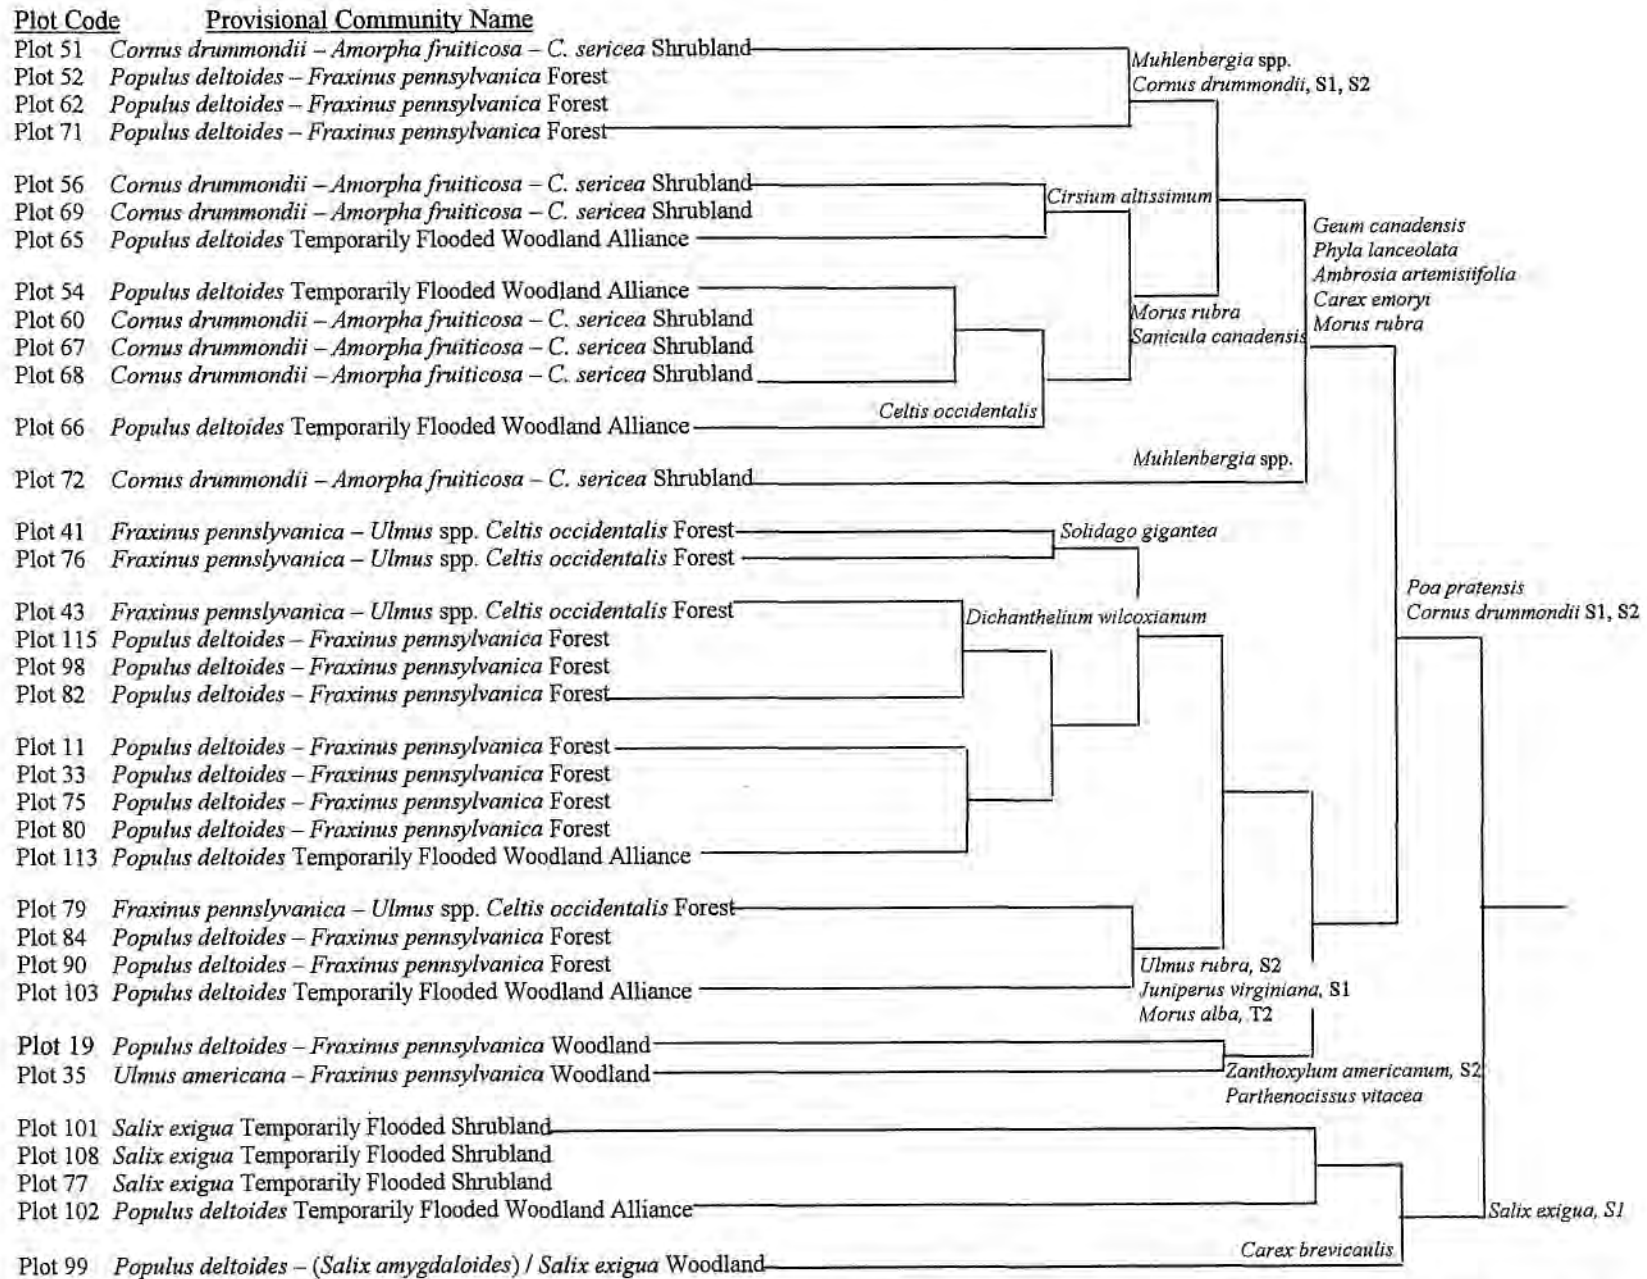 Plot Code Provisional Community Name
Plot 51 Cornus drummondii – Amorpha fruiticosa – C. sericea Shrubland
Plot 52 Populus deltoides – Fraxinus pennsylvanica Forest
Plot 62 Populus deltoides – Fraxinus pennsylvanica Forest
Plot 71 Populus deltoides – Fraxinus pennsylvanica Forest
Muhlenbergia spp.
Cornus drummondii, S1, S2
Plot 56 Cornus drummondii – Amorpha fruiticosa – C. sericea Shrubland
Plot 69 Cornus drummondii – Amorpha fruiticosa – C. sericea Shrubland
Plot 65 Populus deltoides Temporarily Flooded Woodland Alliance
Cirsium altissimum
Geum canadensis
Phyla lanceolata
Ambrosia artemisiifolia
Carex emoryi
Morus rubra
Plot 54 Populus deltoides Temporarily Flooded Woodland Alliance
Plot 60 Cornus drummondii – Amorpha fruiticosa – C. sericea Shrubland
Plot 67 Cornus drummondii – Amorpha fruiticosa – C. sericea Shrubland
Plot 68 Cornus drummondii – Amorpha fruiticosa – C. sericea Shrubland
Morus rubra
Sanicula canadensis
Celtis occidentalis
Plot 66 Populus deltoides Temporarily Flooded Woodland Alliance
Muhlenbergia spp.
Plot 72 Cornus drummondii – Amorpha fruiticosa – C. sericea Shrubland
Plot 41 Fraxinus pennslyvanica – Ulmus spp. Celtis occidentalis Forest
Plot 76 Fraxinus pennslyvanica – Ulmus spp. Celtis occidentalis Forest
Solidago gigantea
Poa pratensis
Cornus drummondii S1, S2
Plot 43 Fraxinus pennslyvanica – Ulmus spp. Celtis occidentalis Forest
Plot 115 Populus deltoides – Fraxinus pennsylvanica Forest
Plot 98 Populus deltoides – Fraxinus pennsylvanica Forest
Plot 82 Populus deltoides – Fraxinus pennsylvanica Forest
Dichanthelium wilcoxianum
Plot 11 Populus deltoides – Fraxinus pennsylvanica Forest
Plot 33 Populus deltoides – Fraxinus pennsylvanica Forest
Plot 75 Populus deltoides – Fraxinus pennsylvanica Forest
Plot 80 Populus deltoides – Fraxinus pennsylvanica Forest
Plot 113 Populus deltoides Temporarily Flooded Woodland Alliance
Plot 79 Fraxinus pennslyvanica – Ulmus spp. Celtis occidentalis Forest
Plot 84 Populus deltoides – Fraxinus pennsylvanica Forest
Plot 90 Populus deltoides – Fraxinus pennsylvanica Forest
Plot 103 Populus deltoides Temporarily Flooded Woodland Alliance
Ulmus rubra, S2
Juniperus virginiana, S1
Morus alba, T2
Plot 19 Populus deltoides – Fraxinus pennsylvanica Woodland
Plot 35 Ulmus americana – Fraxinus pennsylvanica Woodland
Zanthoxylum americanum, S2
Parthenocissus vitacea
Plot 101 Salix exigua Temporarily Flooded Shrubland
Plot 108 Salix exigua Temporarily Flooded Shrubland
Plot 77 Salix exigua Temporarily Flooded Shrubland
Plot 102 Populus deltoides Temporarily Flooded Woodland Alliance
Salix exigua, S1
Carex brevicaulis
Plot 99 Populus deltoides – (Salix amygdaloides) / Salix exigua Woodland